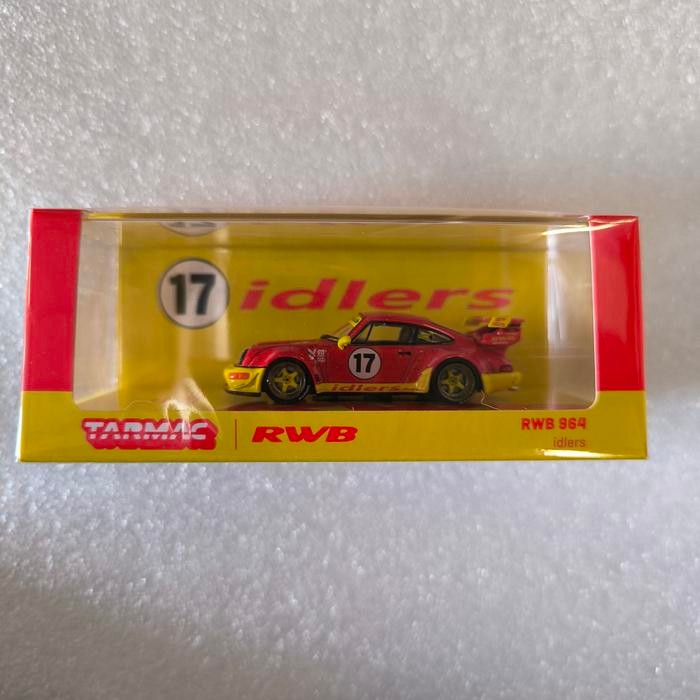 17 idlers
17
idlers
TARMAC | RWB
RWB 964
idlers